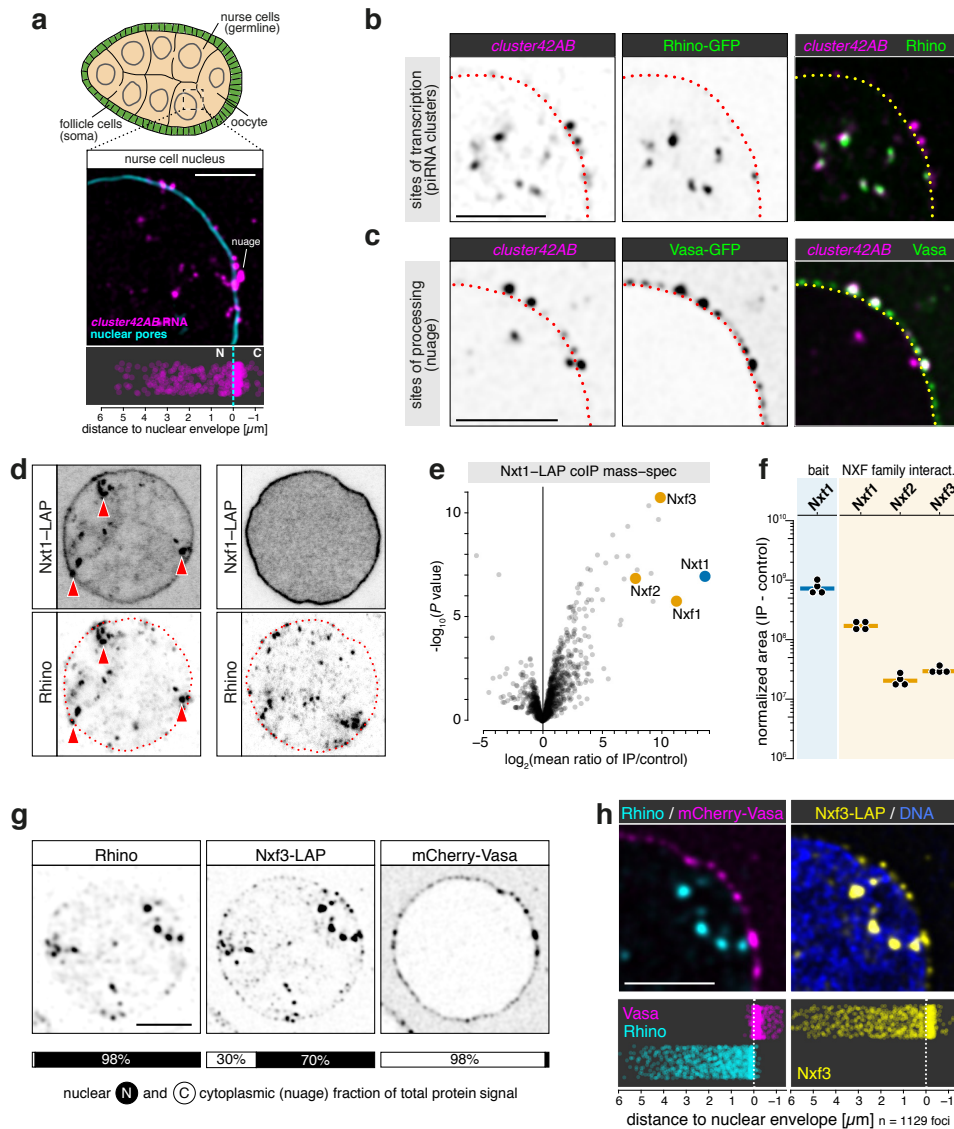 a
nurse cells
(germline)
follicle cells
(soma)
oocyte
nurse cell nucleus
nuage
cluster42AB RNA
nuclear pores
N
C
6 5 4 3 2 1 0 −1
distance to nuclear envelope [µm]
b
sites of transcription
(piRNA clusters)
cluster42AB
Rhino-GFP
cluster42AB Rhino
c
sites of processing
(nuage)
cluster42AB
Vasa-GFP
cluster42AB Vasa
d
Nxt1−LAP
Nxf1−LAP
Rhino
Rhino
e
Nxt1−LAP coIP mass−spec
-log10(P value)
10
5
0
Nxf3
Nxt1
Nxf2
Nxf1
−5 0 5 10
log2(mean ratio of IP/control)
f
bait NXF family interact.
Nxt1 Nxf1 Nxf2 Nxf3
normalized area (IP - control)
10^10
10^9
10^8
10^7
10^6
g
Rhino
Nxf3-LAP
mCherry-Vasa
98%
30% 70%
98%
nuclear N and C cytoplasmic (nuage) fraction of total protein signal
h
Rhino / mCherry-Vasa
Nxf3-LAP / DNA
Vasa
Rhino
Nxf3
6 5 4 3 2 1 0 -1
6 5 4 3 2 1 0 -1
distance to nuclear envelope [µm] n = 1129 foci